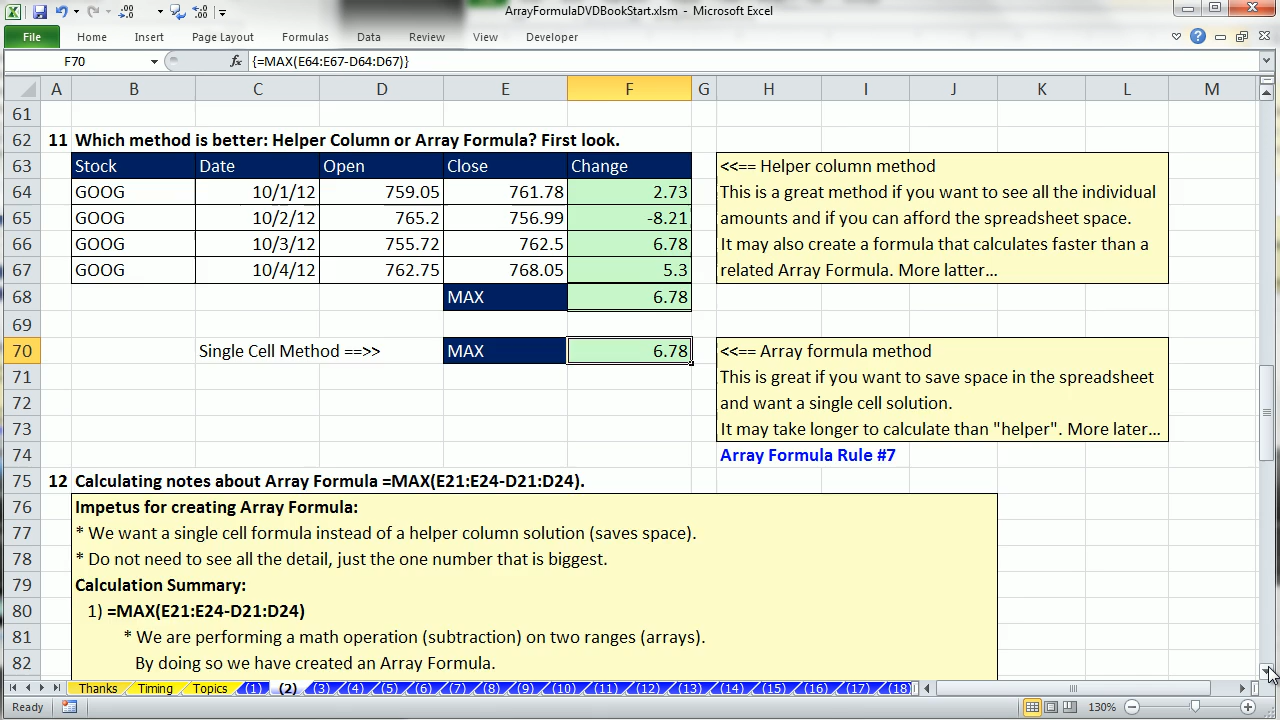 ArrayFormulaDVDBookStart.xlsm - Microsoft Excel
File Home Insert Page Layout Formulas Data Review View Developer
F70 fx {=MAX(E64:E67-D64:D67)}
A B C D E F G H I J K L M
61
62 11 Which method is better: Helper Column or Array Formula? First look.
63 Stock Date Open Close Change <<== Helper column method
64 GOOG 10/1/12 759.05 761.78 2.73 This is a great method if you want to see all the individual
65 GOOG 10/2/12 765.2 756.99 -8.21 amounts and if you can afford the spreadsheet space.
66 GOOG 10/3/12 755.72 762.5 6.78 It may also create a formula that calculates faster than a
67 GOOG 10/4/12 762.75 768.05 5.3 related Array Formula. More latter...
68 MAX 6.78
69
70 Single Cell Method ==>> MAX 6.78 <<== Array formula method
71 This is great if you want to save space in the spreadsheet
72 and want a single cell solution.
73 It may take longer to calculate than "helper". More later...
74 Array Formula Rule #7
75 12 Calculating notes about Array Formula =MAX(E21:E24-D21:D24).
76 Impetus for creating Array Formula:
77 * We want a single cell formula instead of a helper column solution (saves space).
78 * Do not need to see all the detail, just the one number that is biggest.
79 Calculation Summary:
80 1) =MAX(E21:E24-D21:D24)
81 * We are performing a math operation (subtraction) on two ranges (arrays).
82 By doing so we have created an Array Formula.
Thanks Timing Topics (1) (2) (3) (4) (5) (6) (7) (8) (9) (10) (11) (12) (13) (14) (15) (16) (17) (18
Ready 130%